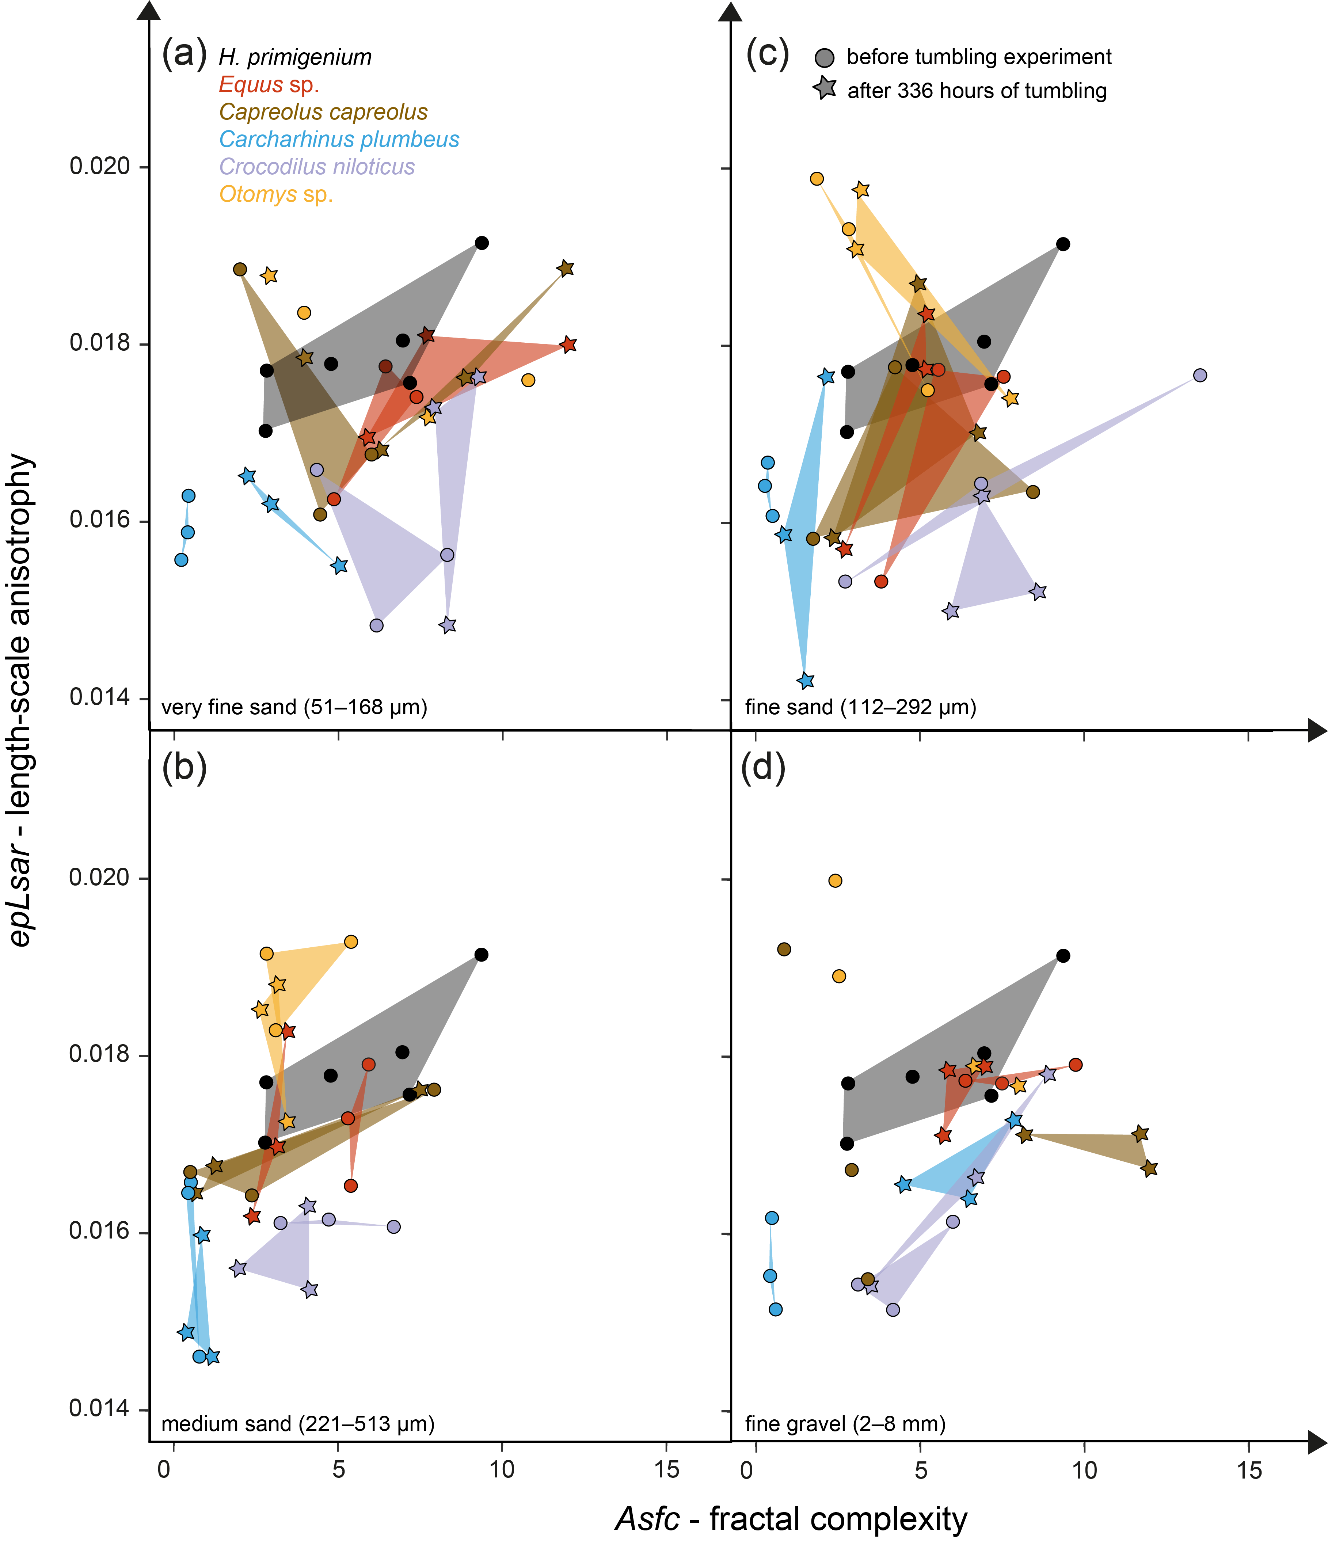 (a)
H. primigenium
Equus sp.
Capreolus capreolus
Carcharhinus plumbeus
Crocodilus niloticus
Otomys sp.
(c)
before tumbling experiment
after 336 hours of tumbling
0.020
0.018
0.016
0.014
very fine sand (51–168 µm)
fine sand (112–292 µm)
epLsar - length-scale anisotropy
(b)
(d)
0.020
0.018
0.016
0.014
medium sand (221–513 µm)
fine gravel (2–8 mm)
0 5 10 15 0 5 10 15
Asfc - fractal complexity